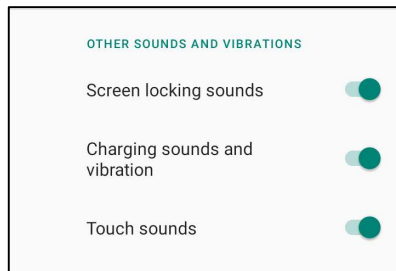 OTHER SOUNDS AND VIBRATIONS
Screen locking sounds
Charging sounds and
vibration
Touch sounds